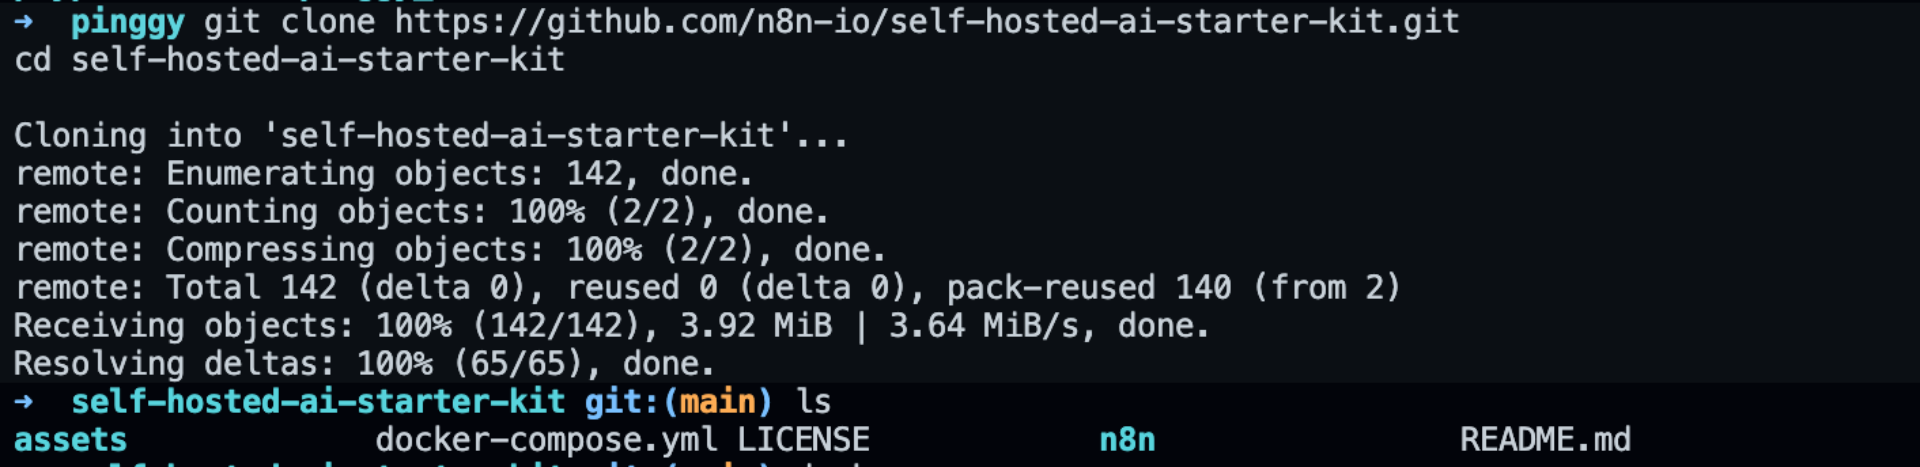 ➜ pinggy git clone https://github.com/n8n-io/self-hosted-ai-starter-kit.git
cd self-hosted-ai-starter-kit
Cloning into 'self-hosted-ai-starter-kit'...
remote: Enumerating objects: 142, done.
remote: Counting objects: 100% (2/2), done.
remote: Compressing objects: 100% (2/2), done.
remote: Total 142 (delta 0), reused 0 (delta 0), pack-reused 140 (from 2)
Receiving objects: 100% (142/142), 3.92 MiB | 3.64 MiB/s, done.
Resolving deltas: 100% (65/65), done.
➜ self-hosted-ai-starter-kit git:(main) ls
assets docker-compose.yml LICENSE n8n README.md